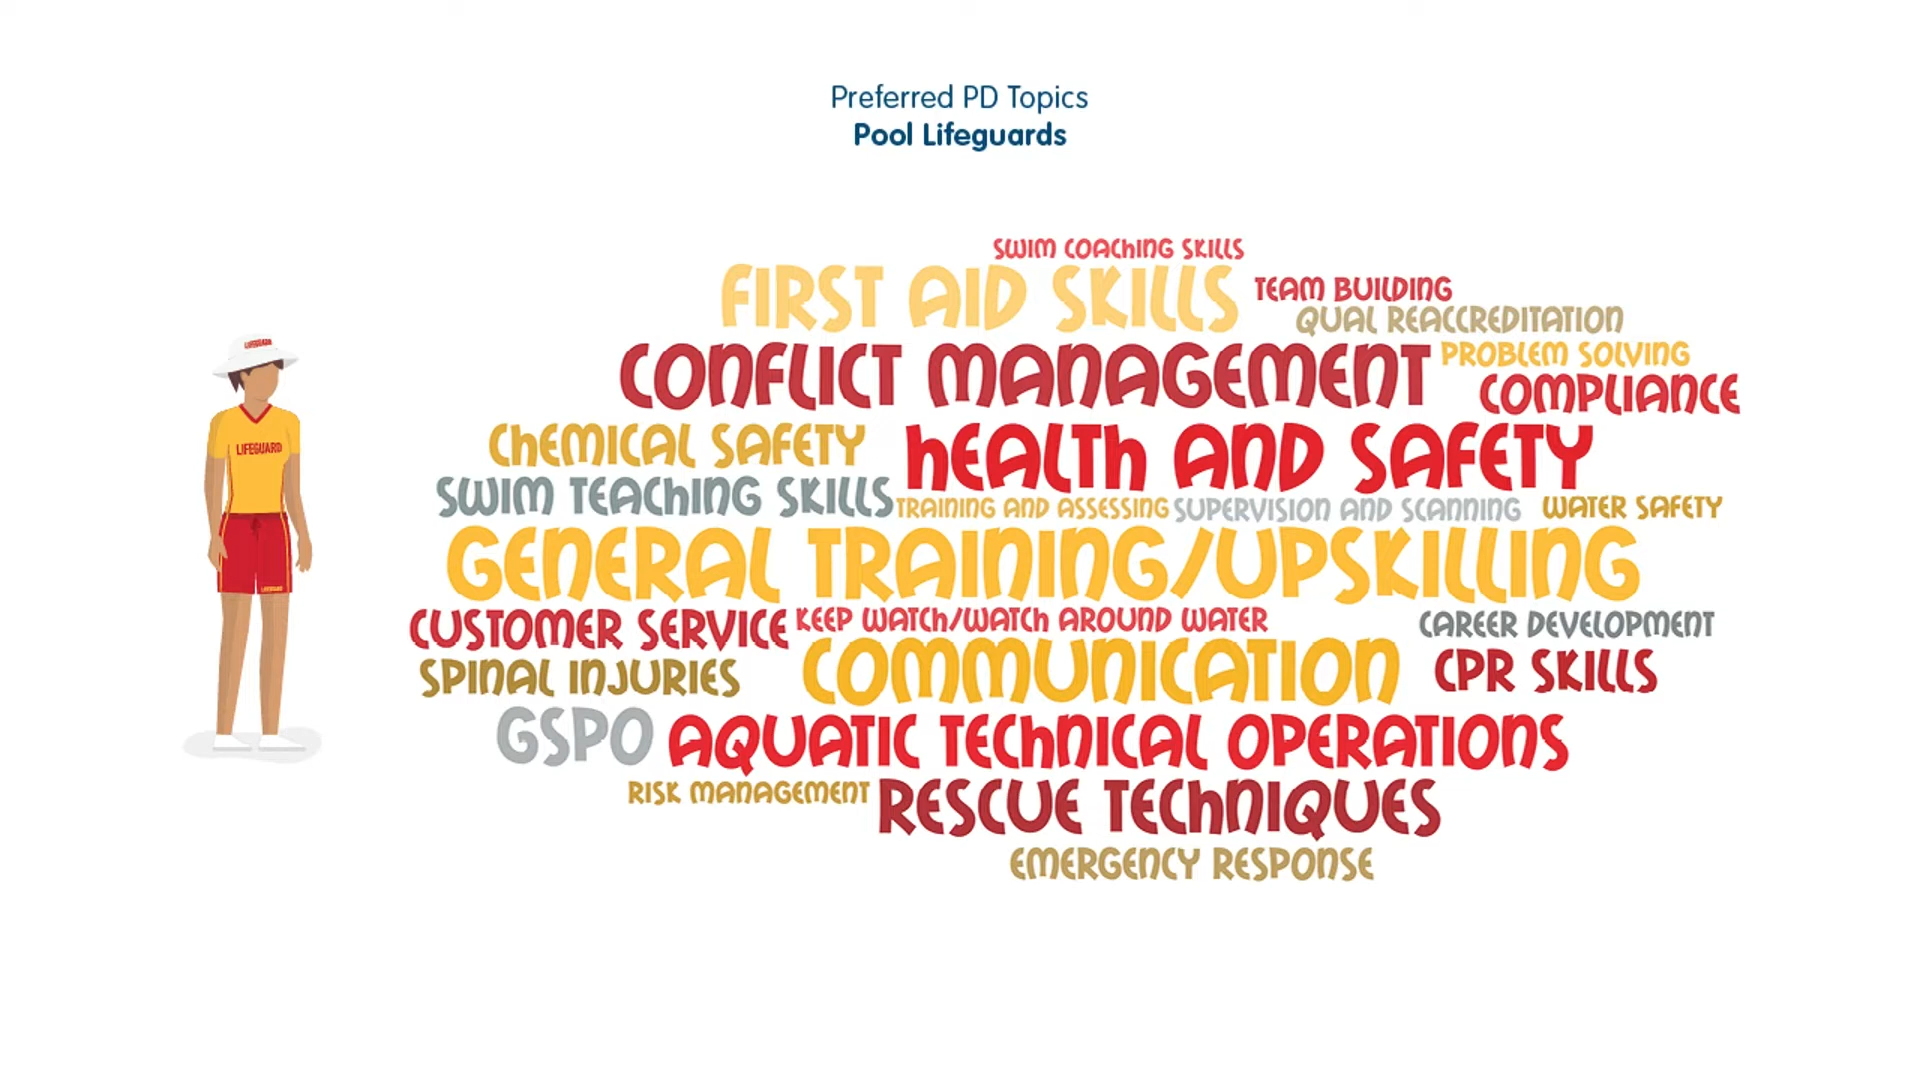 Preferred PD Topics
Pool Lifeguards
SWIM COACHING SKILLS
FIRST AID SKILLS
TEAM BUILDING
QUAL REACCREDITATION
CONFLICT MANAGEMENT
PROBLEM SOLVING
COMPLIANCE
CHEMICAL SAFETY
HEALTH AND SAFETY
SWIM TEACHING SKILLS
TRAINING AND ASSESSING
SUPERVISION AND SCANNING
WATER SAFETY
GENERAL TRAINING/UPSKILLING
CUSTOMER SERVICE
KEEP WATCH/WATCH AROUND WATER
CAREER DEVELOPMENT
SPINAL INJURIES
COMMUNICATION
CPR SKILLS
GSPO
AQUATIC TECHNICAL OPERATIONS
RISK MANAGEMENT
RESCUE TECHNIQUES
EMERGENCY RESPONSE
LIFEGUARD
LIFEGUARD
LIFEGUARD